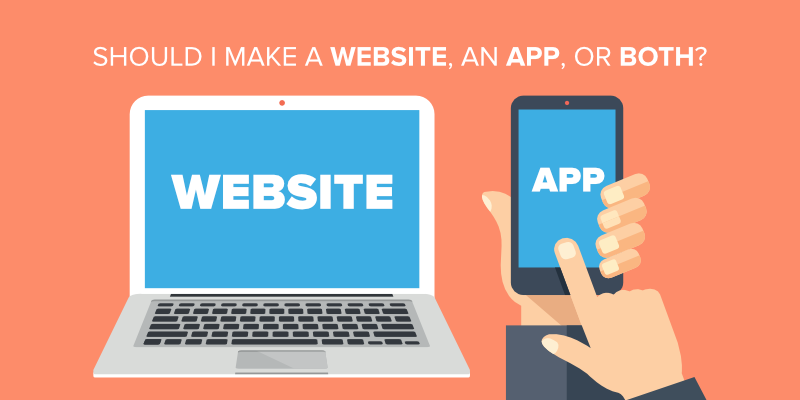 SHOULD I MAKE A WEBSITE, AN APP, OR BOTH?
WEBSITE
APP